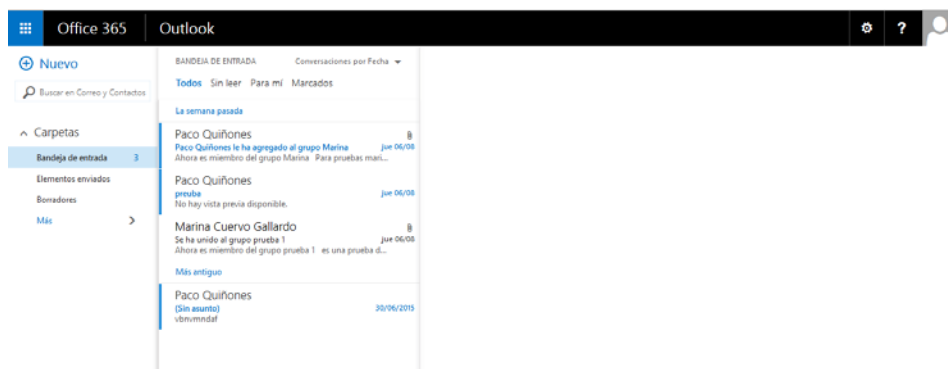 Office 365
Outlook
?
Nuevo
Buscar en Correo y Contactos
Carpetas
Bandeja de entrada 3
Elementos enviados
Borradores
Más
BANDEJA DE ENTRADA Conversaciones por Fecha
Todos Sin leer Para mí Marcados
La semana pasada
Paco Quiñones
Paco Quiñones le ha agregado al grupo Marina jue 06/08
Ahora es miembro del grupo Marina Para pruebas mari...
Paco Quiñones
preuba jue 06/08
No hay vista previa disponible.
Marina Cuervo Gallardo
Se ha unido al grupo prueba 1 jue 06/08
Ahora es miembro del grupo prueba 1 es una prueba d...
Más antiguo
Paco Quiñones
(Sin asunto) 30/06/2015
vbnvmndaf